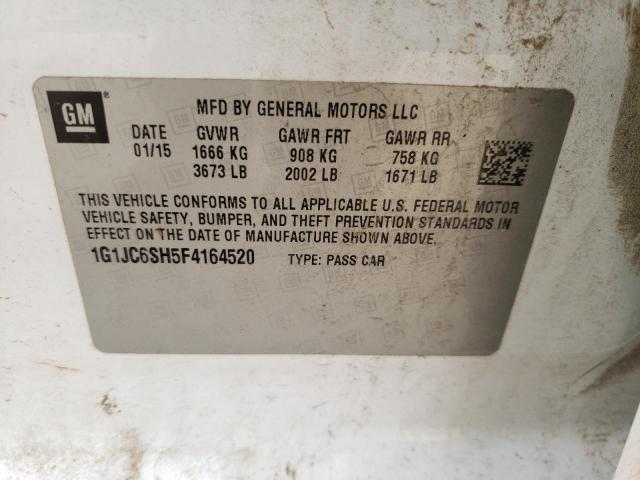 GM ®
MFD BY GENERAL MOTORS LLC
DATE GVWR GAWR FRT GAWR RR
01/15 1666 KG 908 KG 758 KG
3673 LB 2002 LB 1671 LB
THIS VEHICLE CONFORMS TO ALL APPLICABLE U.S. FEDERAL MOTOR
VEHICLE SAFETY, BUMPER, AND THEFT PREVENTION STANDARDS IN
EFFECT ON THE DATE OF MANUFACTURE SHOWN ABOVE.
1G1JC6SH5F4164520 TYPE: PASS CAR